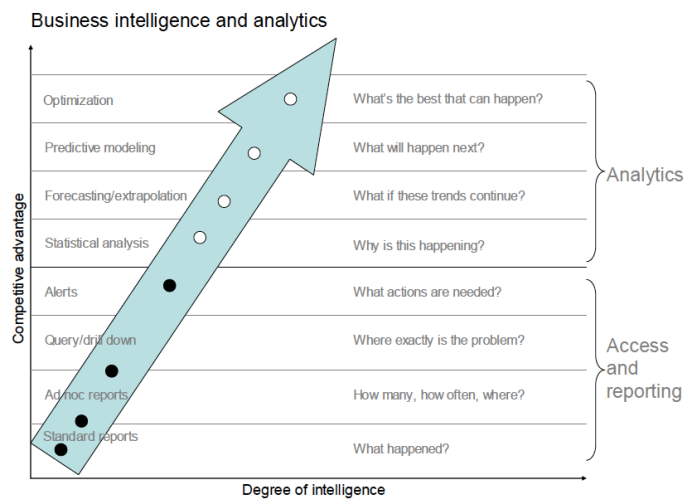 Business intelligence and analytics
Competitive advantage
Optimization
What's the best that can happen?
Predictive modeling
What will happen next?
Forecasting/extrapolation
What if these trends continue?
Statistical analysis
Why is this happening?
Analytics
Alerts
What actions are needed?
Query/drill down
Where exactly is the problem?
Ad hoc reports
How many, how often, where?
Standard reports
What happened?
Access
and
reporting
Degree of intelligence